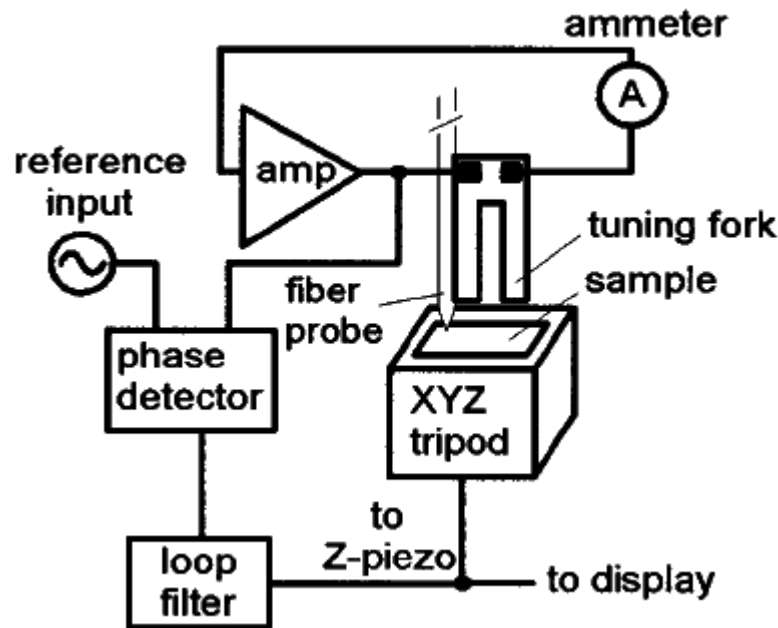 ammeter
A
reference
input
amp
tuning fork
sample
fiber
probe
phase
detector
XYZ
tripod
to
Z-piezo
loop
filter
to display